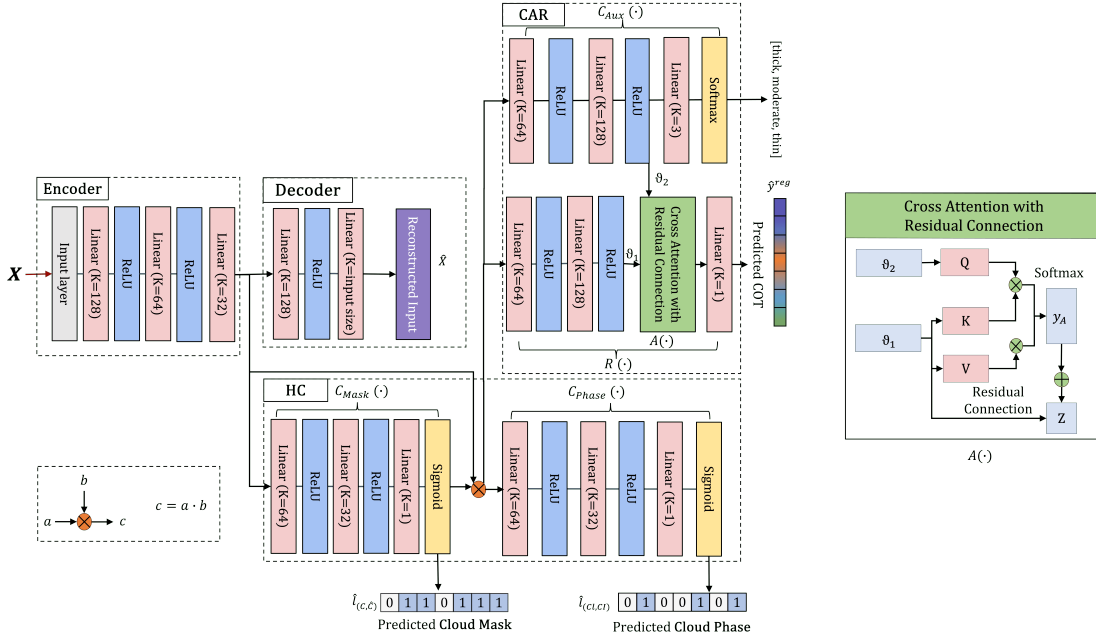 CAR
C_Aux (·)
Linear (K=64)
ReLU
Linear (K=128)
ReLU
Linear (K=3)
Softmax
[thick, moderate, thin]
ϑ2
Encoder
X
Input layer
Linear (K=128)
ReLU
Linear (K=64)
ReLU
Linear (K=32)
Decoder
Linear (K=128)
ReLU
Linear (K=input size)
Reconstructed Input
X̂
Linear (K=64)
ReLU
Linear (K=128)
ReLU
ϑ1
Cross Attention with
Residual Connection
Linear (K=1)
A(·)
R (·)
ŷ^reg
Predicted COT
Cross Attention with
Residual Connection
ϑ2
Q
Softmax
ϑ1
K
y_A
V
Residual
Connection
Z
A(·)
HC
C_Mask (·)
Linear (K=64)
ReLU
Linear (K=32)
ReLU
Linear (K=1)
Sigmoid
C_Phase (·)
Linear (K=64)
ReLU
Linear (K=32)
ReLU
Linear (K=1)
Sigmoid
b
a
c
c = a · b
l̂(C,Ĉ)
0 1 1 0 1 1 1
Predicted Cloud Mask
l̂(Cl,CI)
0 1 0 0 1 0 1
Predicted Cloud Phase